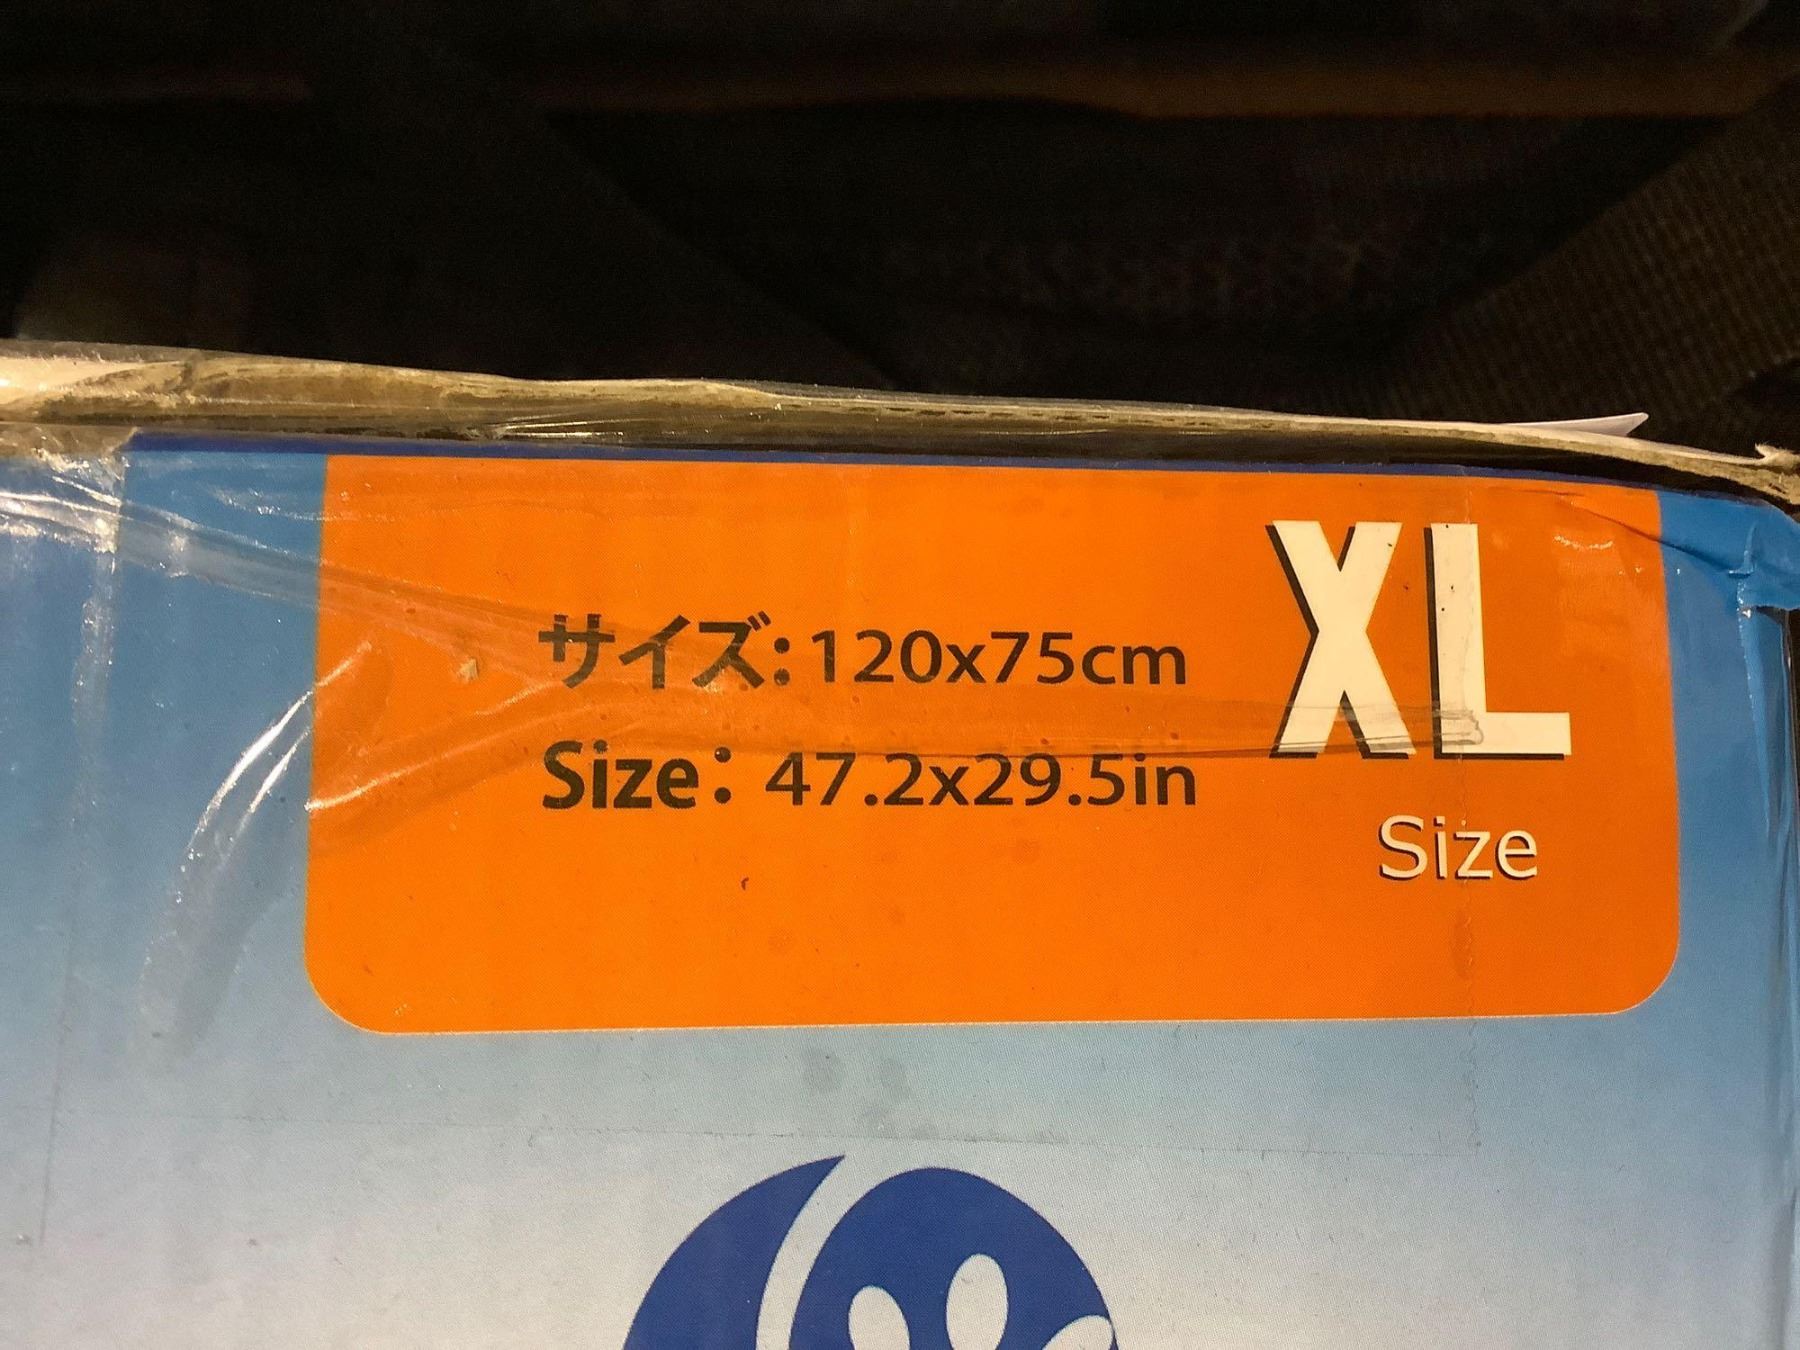 サイズ:120x75cm
Size: 47.2x29.5in
XL
Size